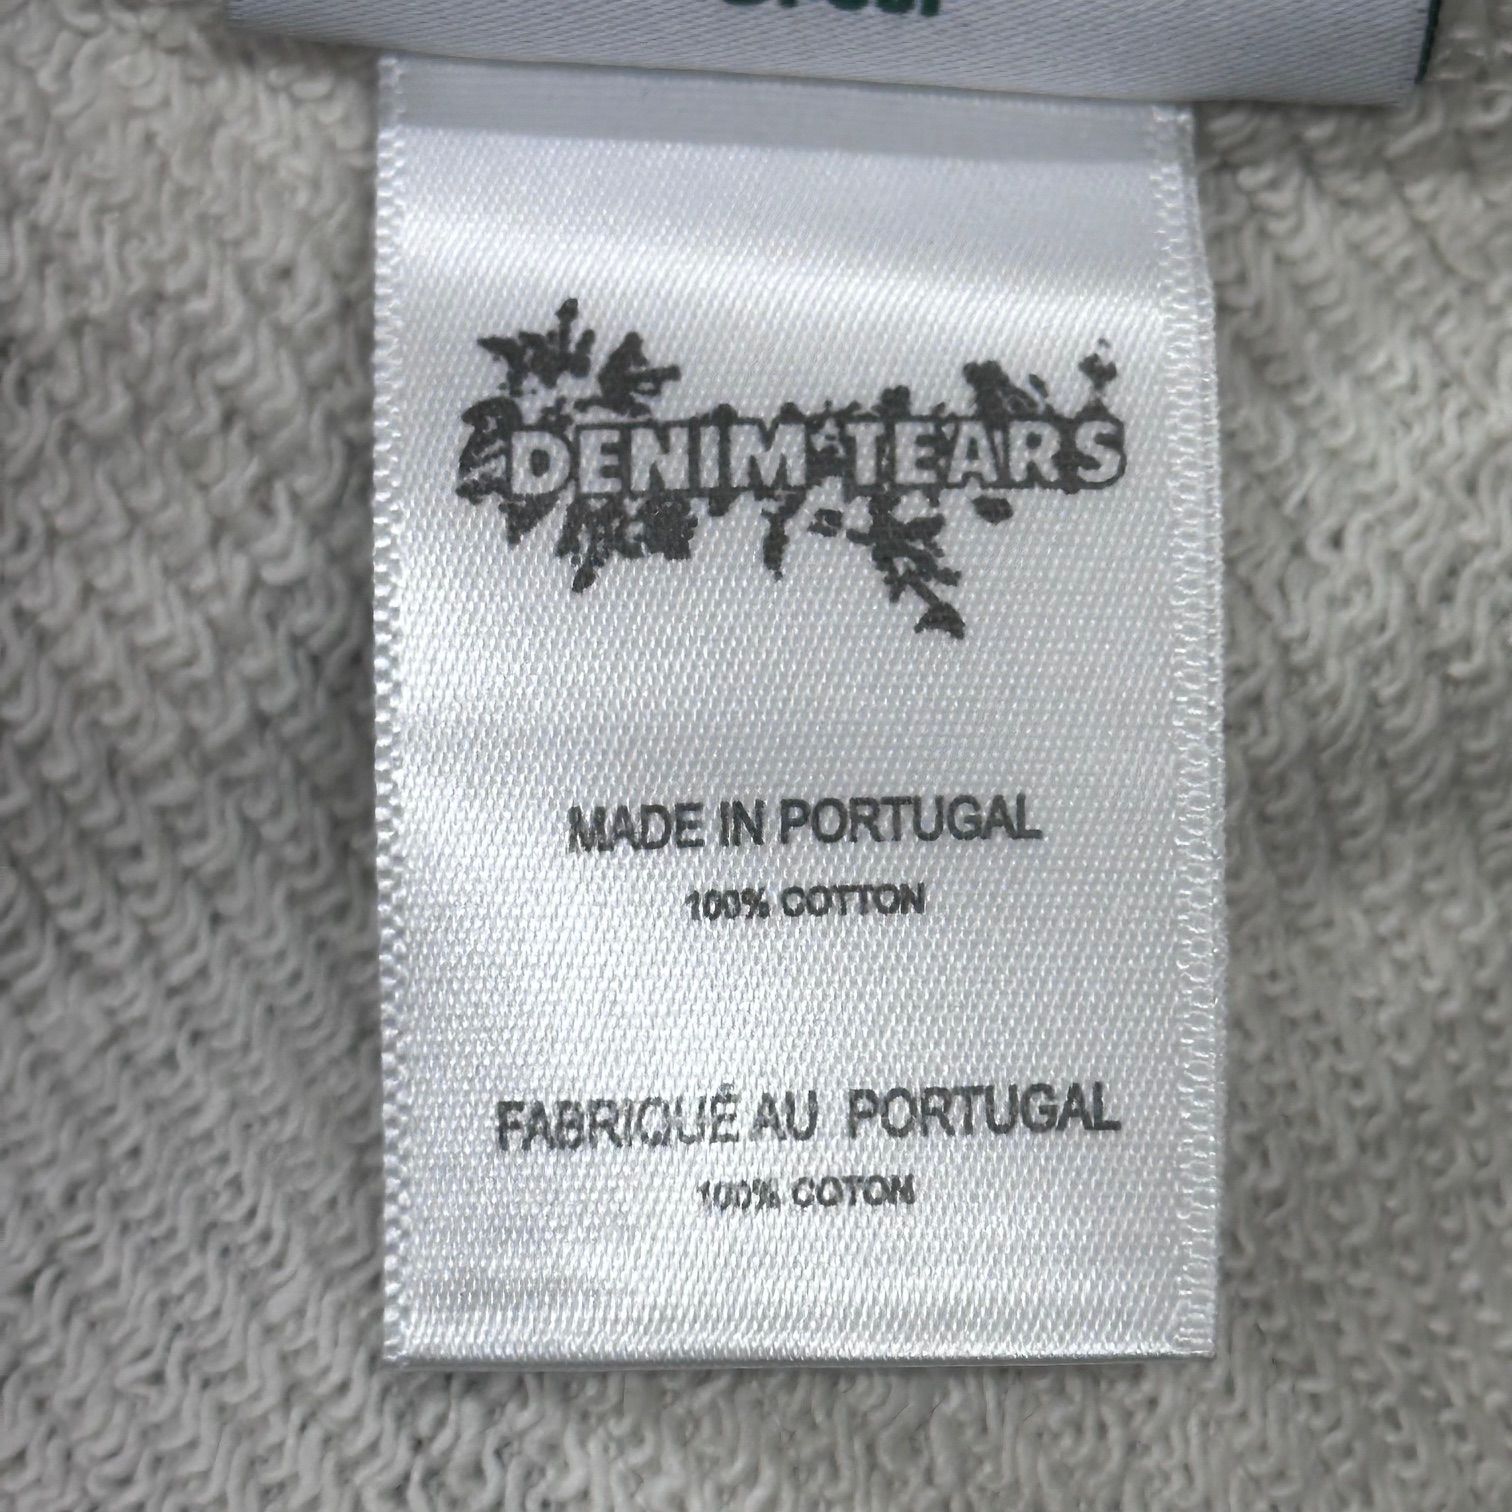 DENIM TEARS
MADE IN PORTUGAL
100% COTTON
FABRIQUÉ AU PORTUGAL
100% COTON